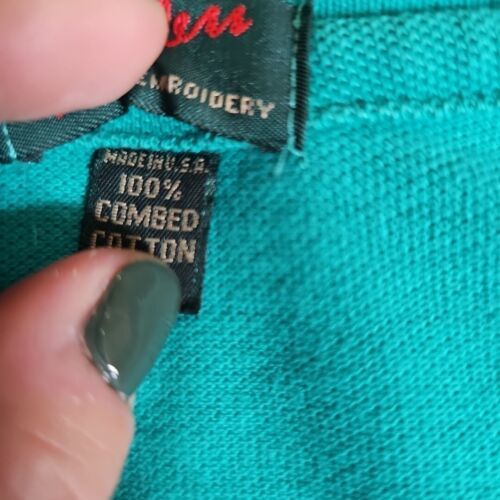 EMBROIDERY
MADE IN U.S.A.
100%
COMBED
COTTON